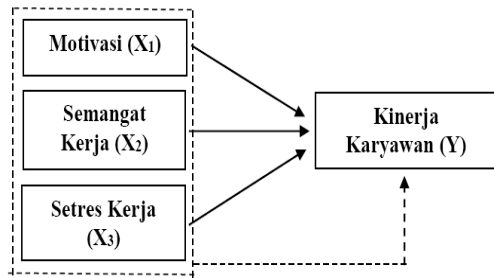 Motivasi (X₁)
Semangat
Kerja (X₂)
Kinerja
Karyawan (Y)
Setres Kerja
(X₃)